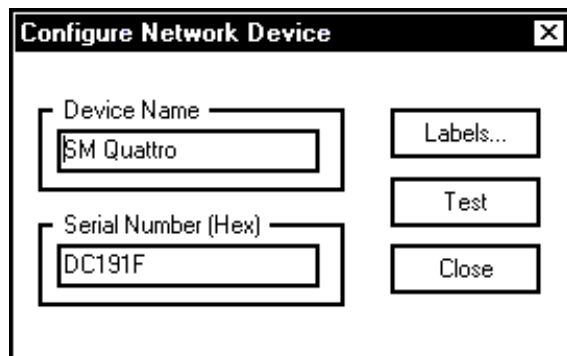 Configure Network Device
Device Name
SM Quattro
Labels...
Test
Serial Number (Hex)
DC191F
Close